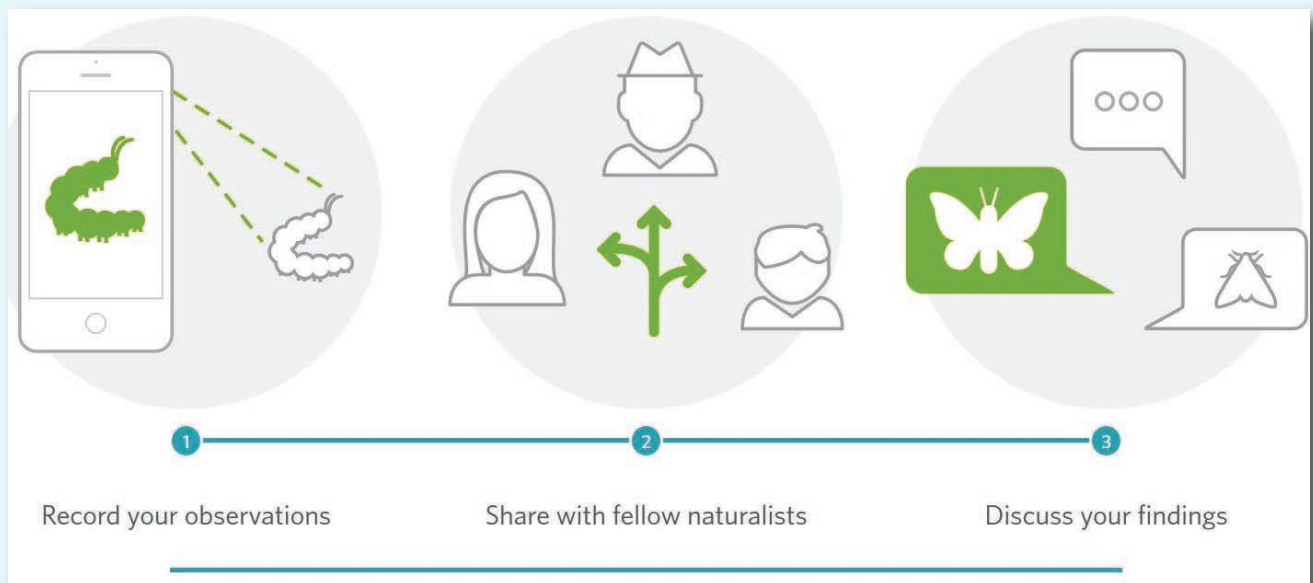 1
2
3
Record your observations
Share with fellow naturalists
Discuss your findings